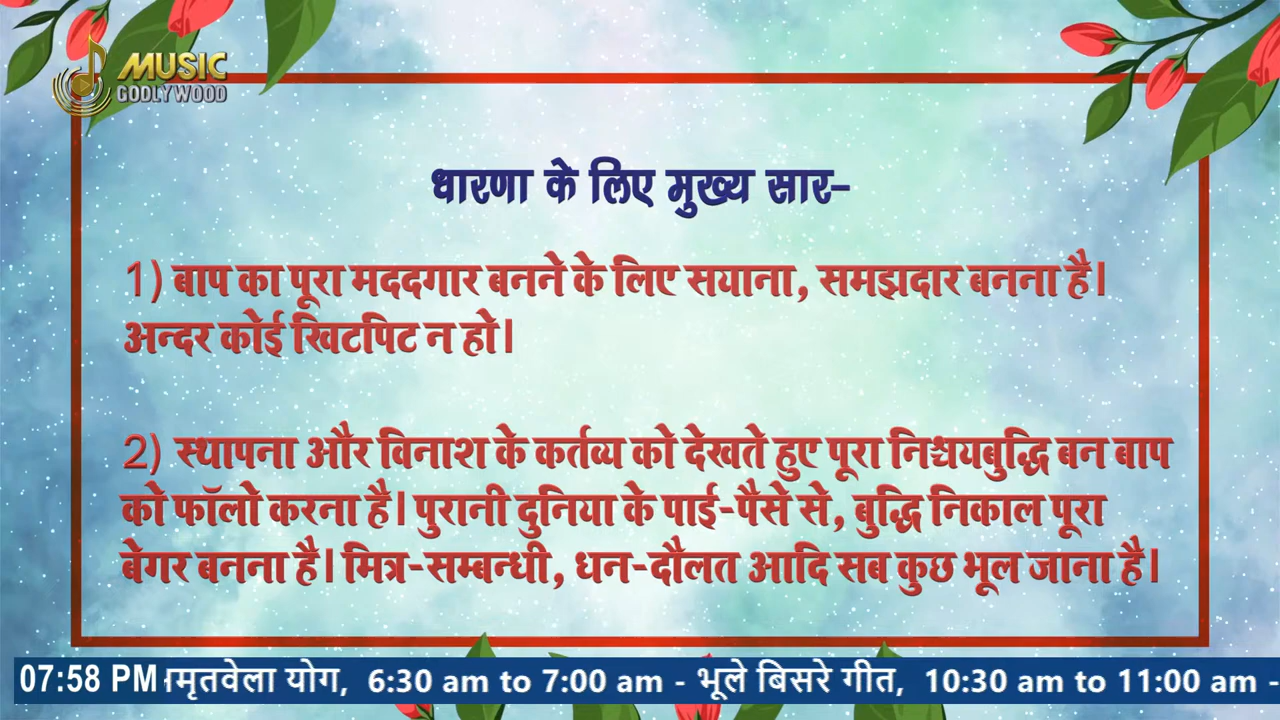 MUSIC
GODLYWOOD
धारणा के लिए मुख्य सार-
1) बाप का पूरा मददगार बनने के लिए सयाना, समझदार बनना है।
अन्दर कोई खिटपिट न हो।
2) स्थापना और विनाश के कर्तव्य को देखते हुए पूरा निश्चयबुद्धि बन बाप
को फॉलो करना है। पुरानी दुनिया के पाई-पैसे से, बुद्धि निकाल पूरा
बेगर बनना है। मित्र-सम्बन्धी, धन-दौलत आदि सब कुछ भूल जाना है।
07:58 PM मृतवेला योग, 6:30 am to 7:00 am - भूले बिसरे गीत, 10:30 am to 11:00 am -